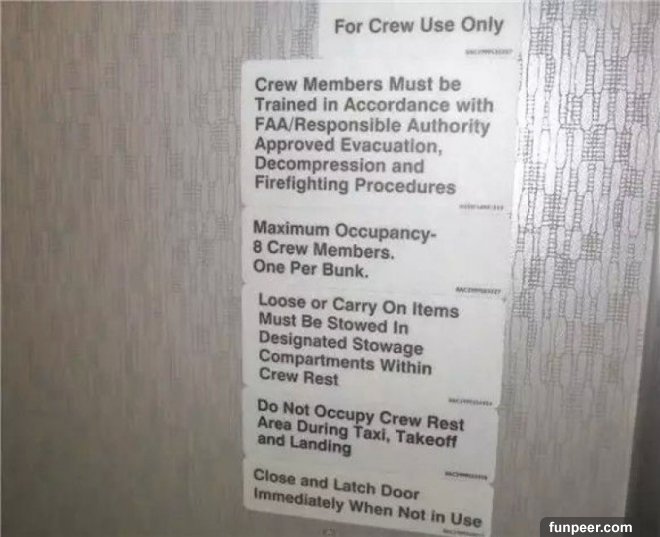 For Crew Use Only
Crew Members Must be
Trained in Accordance with
FAA/Responsible Authority
Approved Evacuation,
Decompression and
Firefighting Procedures
Maximum Occupancy-
8 Crew Members.
One Per Bunk.
Loose or Carry On Items
Must Be Stowed In
Designated Stowage
Compartments Within
Crew Rest
Do Not Occupy Crew Rest
Area During Taxi, Takeoff
and Landing
Close and Latch Door
Immediately When Not in Use
funpeer.com